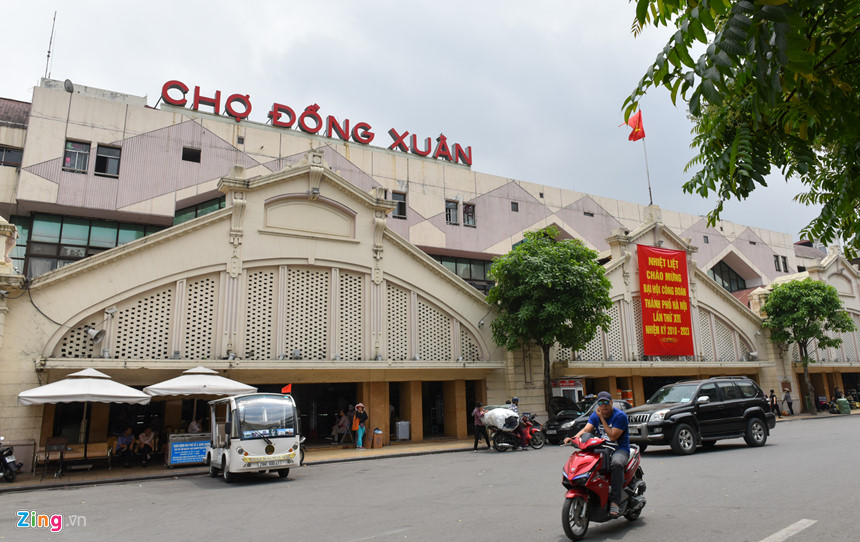 CHỢ ĐỒNG XUÂN
NHIỆT LIỆT
CHÀO MỪNG
ĐẠI HỘI CÔNG ĐOÀN
THÀNH PHỐ HÀ NỘI
LẦN THỨ XVI
NHIỆM KỲ 2018 - 2023
Zing.vn